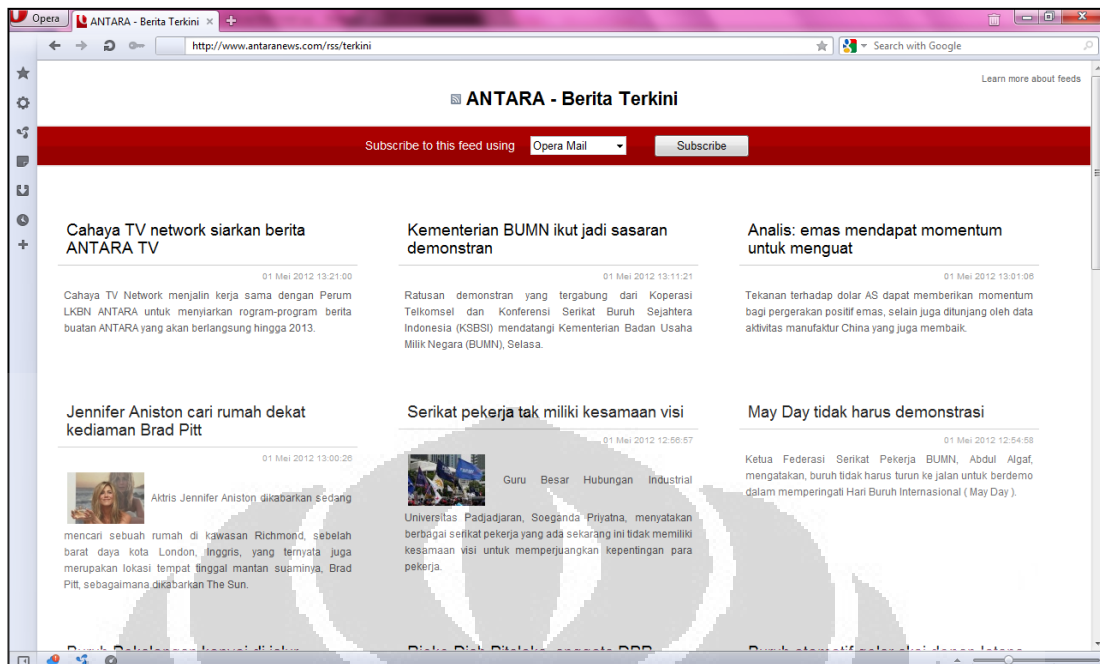 Opera
ANTARA - Berita Terkini
http://www.antaranews.com/rss/terkini
Search with Google
Learn more about feeds
ANTARA - Berita Terkini
Subscribe to this feed using Opera Mail Subscribe
Cahaya TV network siarkan berita
ANTARA TV
01 Mei 2012 13:21:00
Cahaya TV Network menjalin kerja sama dengan Perum
LKBN ANTARA untuk menyiarkan rogram-program berita
buatan ANTARA yang akan berlangsung hingga 2013.
Kementerian BUMN ikut jadi sasaran
demonstran
01 Mei 2012 13:11:21
Ratusan demonstran yang tergabung dari Koperasi
Telkomsel dan Konferensi Serikat Buruh Sejahtera
Indonesia (KSBSI) mendatangi Kementerian Badan Usaha
Milik Negara (BUMN), Selasa.
Analis: emas mendapat momentum
untuk menguat
01 Mei 2012 13:01:06
Tekanan terhadap dolar AS dapat memberikan momentum
bagi pergerakan positif emas, selain juga ditunjang oleh data
aktivitas manufaktur China yang juga membaik.
Jennifer Aniston cari rumah dekat
kediaman Brad Pitt
01 Mei 2012 13:00:26
Aktris Jennifer Aniston dikabarkan sedang
mencari sebuah rumah di kawasan Richmond, sebelah
barat daya kota London, Inggris, yang ternyata juga
merupakan lokasi tempat tinggal mantan suaminya, Brad
Pitt, sebagaimana dikabarkan The Sun.
Serikat pekerja tak miliki kesamaan visi
01 Mei 2012 12:56:57
Guru Besar Hubungan Industrial
Universitas Padjadjaran, Soeganda Priyatna, menyatakan
berbagai serikat pekerja yang ada sekarang ini tidak memiliki
kesamaan visi untuk memperjuangkan kepentingan para
pekerja.
May Day tidak harus demonstrasi
01 Mei 2012 12:54:58
Ketua Federasi Serikat Pekerja BUMN, Abdul Algaf,
mengatakan, buruh tidak harus turun ke jalan untuk berdemo
dalam memperingati Hari Buruh Internasional ( May Day ).